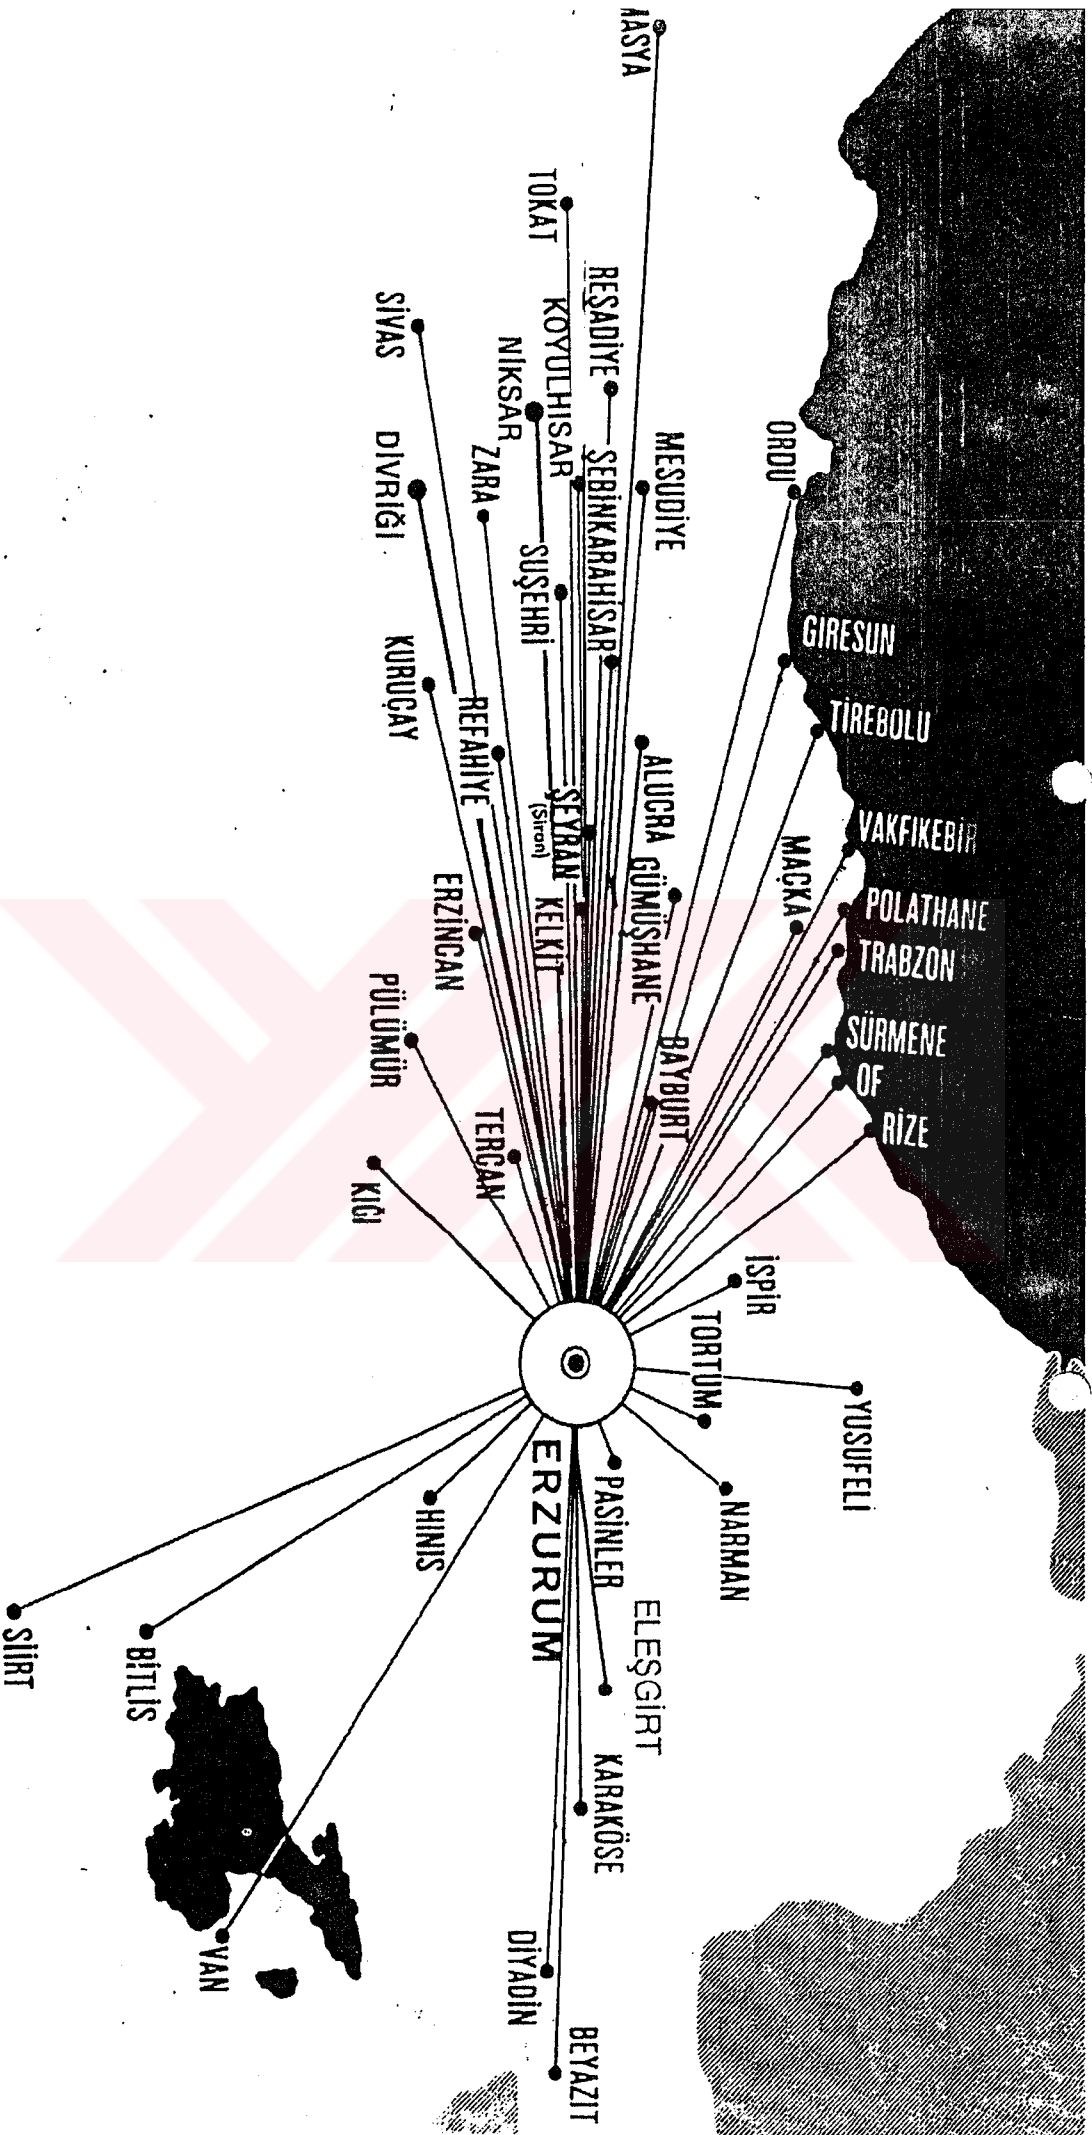 ORDU
GİRESUN
TİREBOLU
VAKFIKEBİR
POLATHANE
TRABZON
SÜRMENE
OF
RİZE
MAÇKA
TOKAT
REŞADİYE
KOYULHISAR
NİKSAR
MESUDİYE
ŞEBİNKARAHİSAR
SİVAS
DİVRİĞİ
ZARA
SUŞEHRİ
ALUCRA
GÜMÜŞHANE
KURUÇAY
REFAHİYE
ŞEYRAN
(Şiron)
KELKİT
ERZİNCAN
BAYBURT
PÜLÜMÜR
TERCAN
KIĞI
İSPİR
TORTUM
YUSUFELİ
NARMAN
PASİNLER
ERZURUM
HINIS
ELEŞGİRT
KARAKÖSE
SİİRT
BİTLİS
VAN
DİYADİN
BEYAZIT